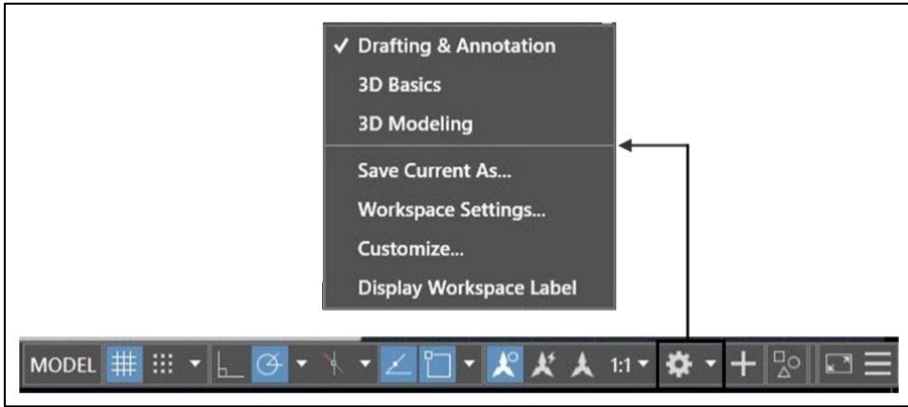 Drafting & Annotation
3D Basics
3D Modeling
Save Current As...
Workspace Settings...
Customize...
Display Workspace Label
MODEL 1:1